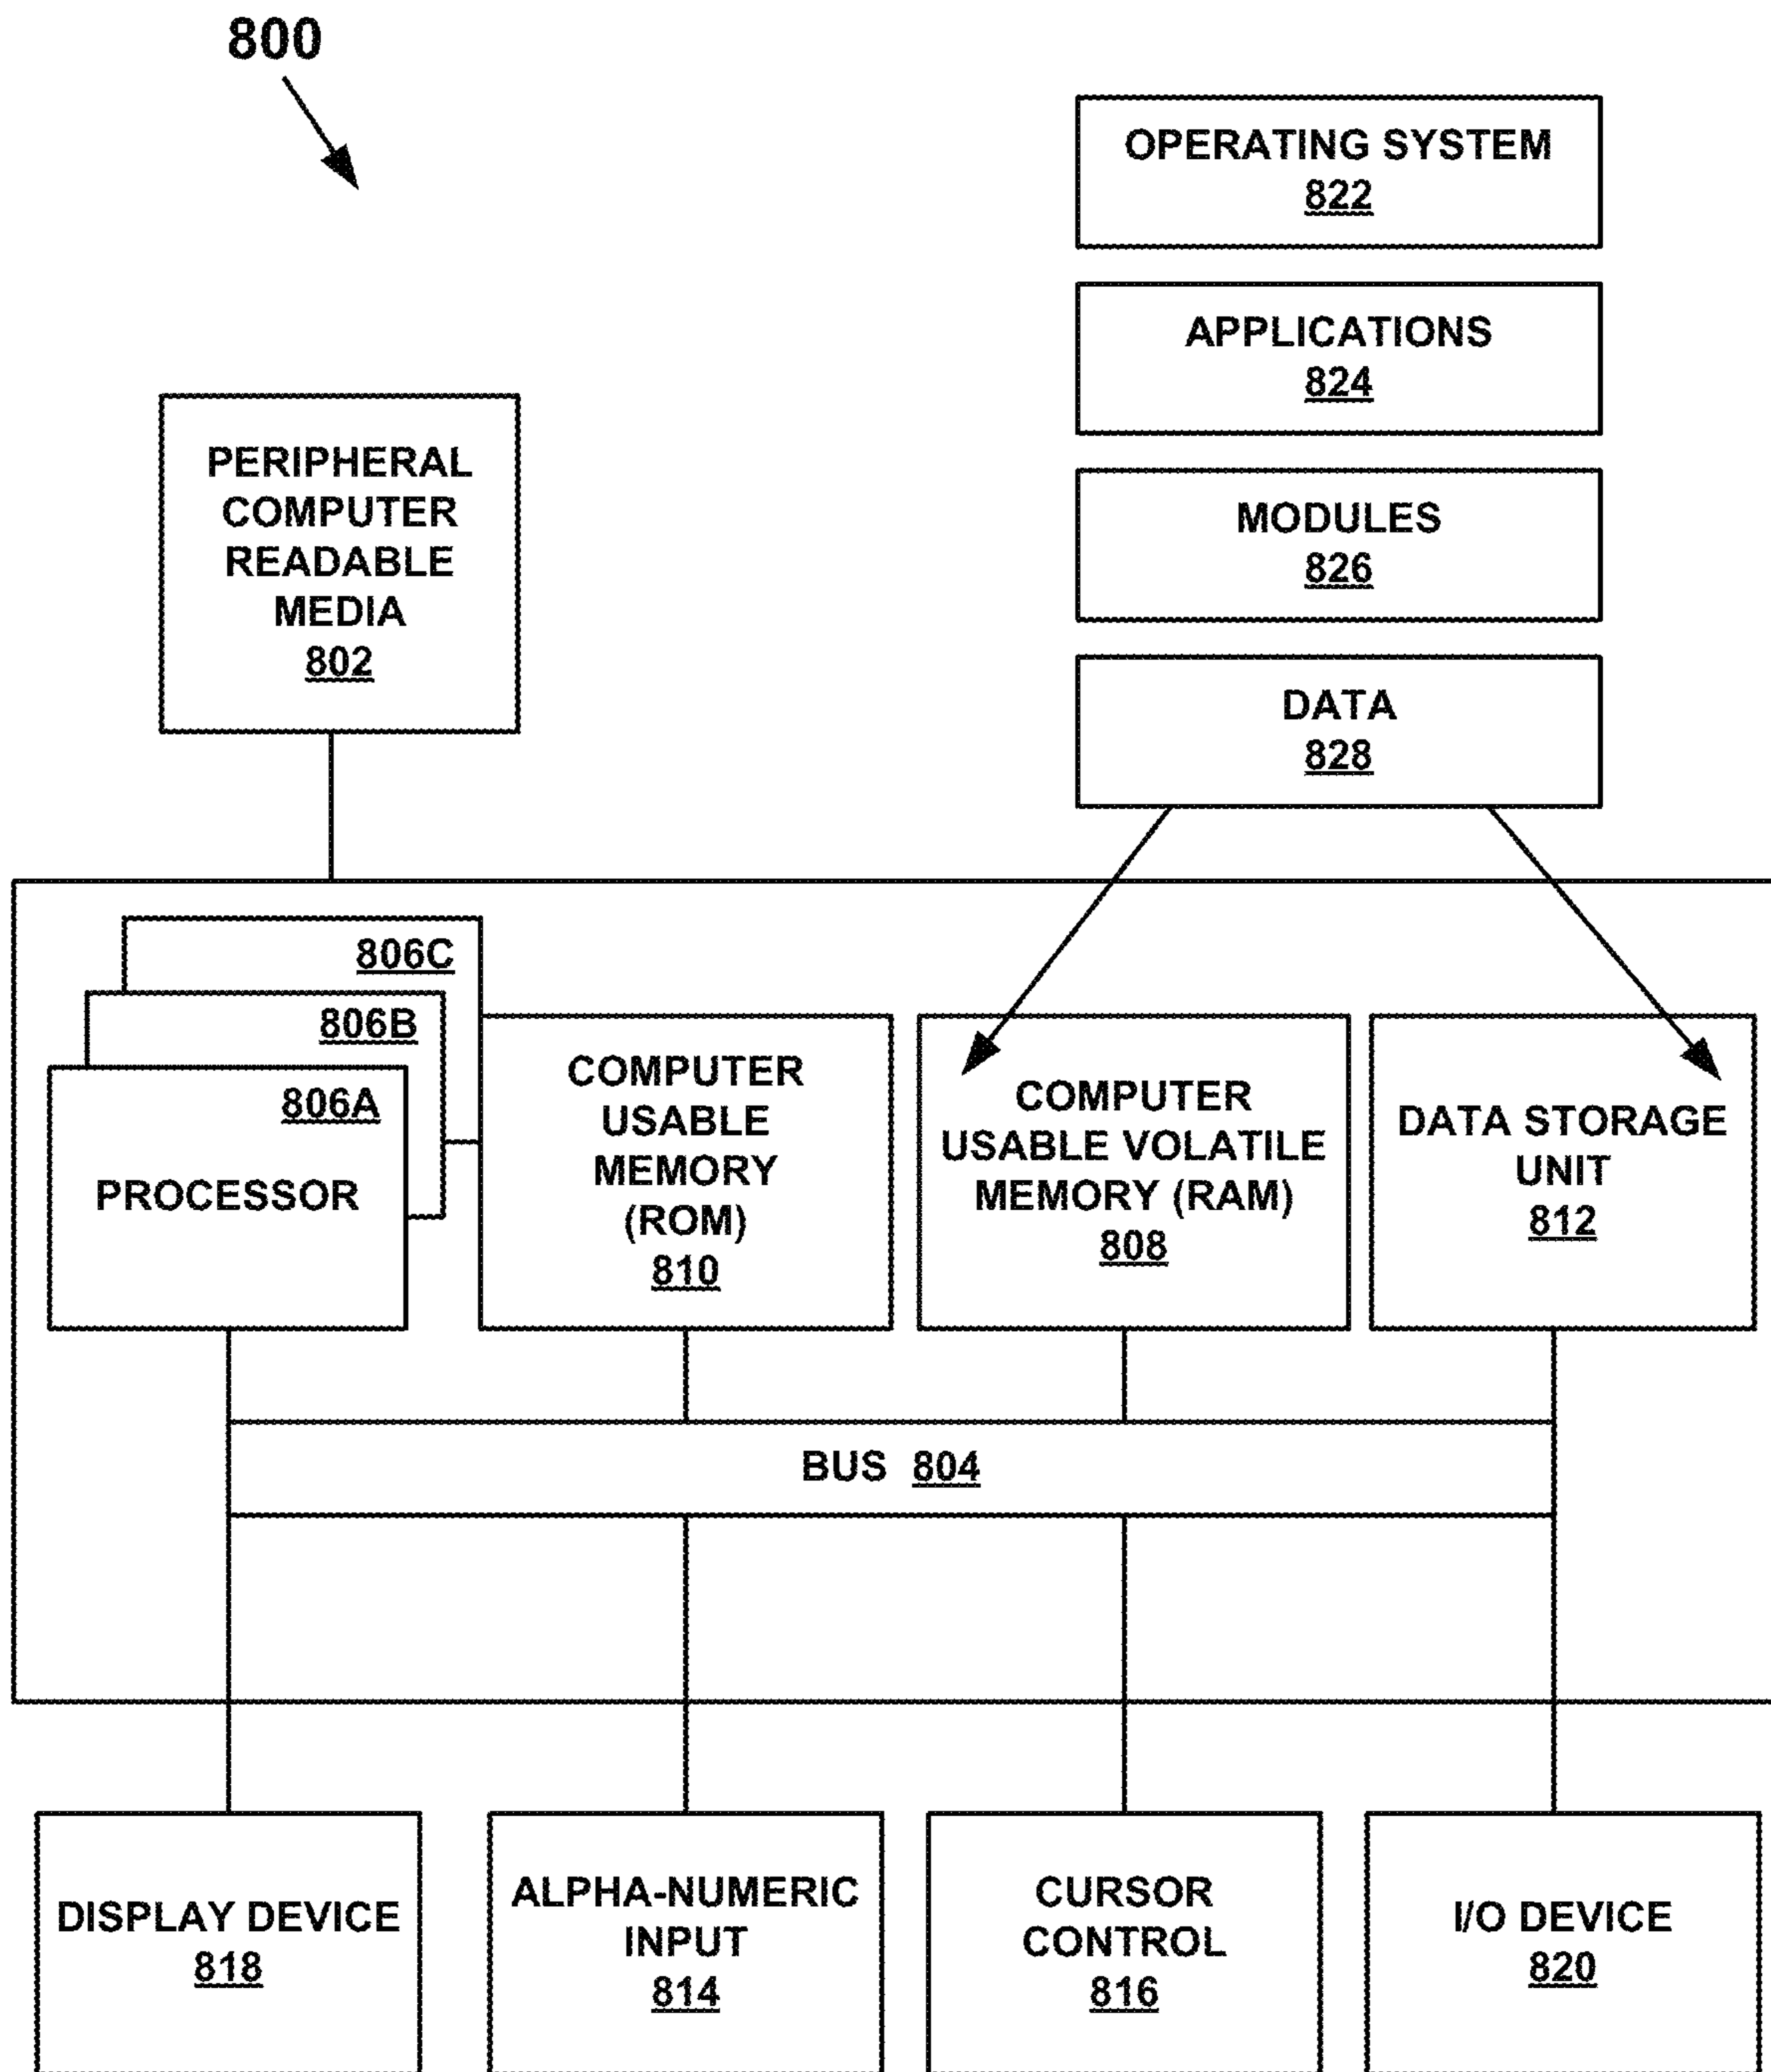 800
OPERATING SYSTEM
822
APPLICATIONS
824
MODULES
826
DATA
828
PERIPHERAL
COMPUTER
READABLE
MEDIA
802
806C
806B
806A
PROCESSOR
COMPUTER
USABLE
MEMORY
(ROM)
810
COMPUTER
USABLE VOLATILE
MEMORY (RAM)
808
DATA STORAGE
UNIT
812
BUS 804
DISPLAY DEVICE
818
ALPHA-NUMERIC
INPUT
814
CURSOR
CONTROL
816
I/O DEVICE
820